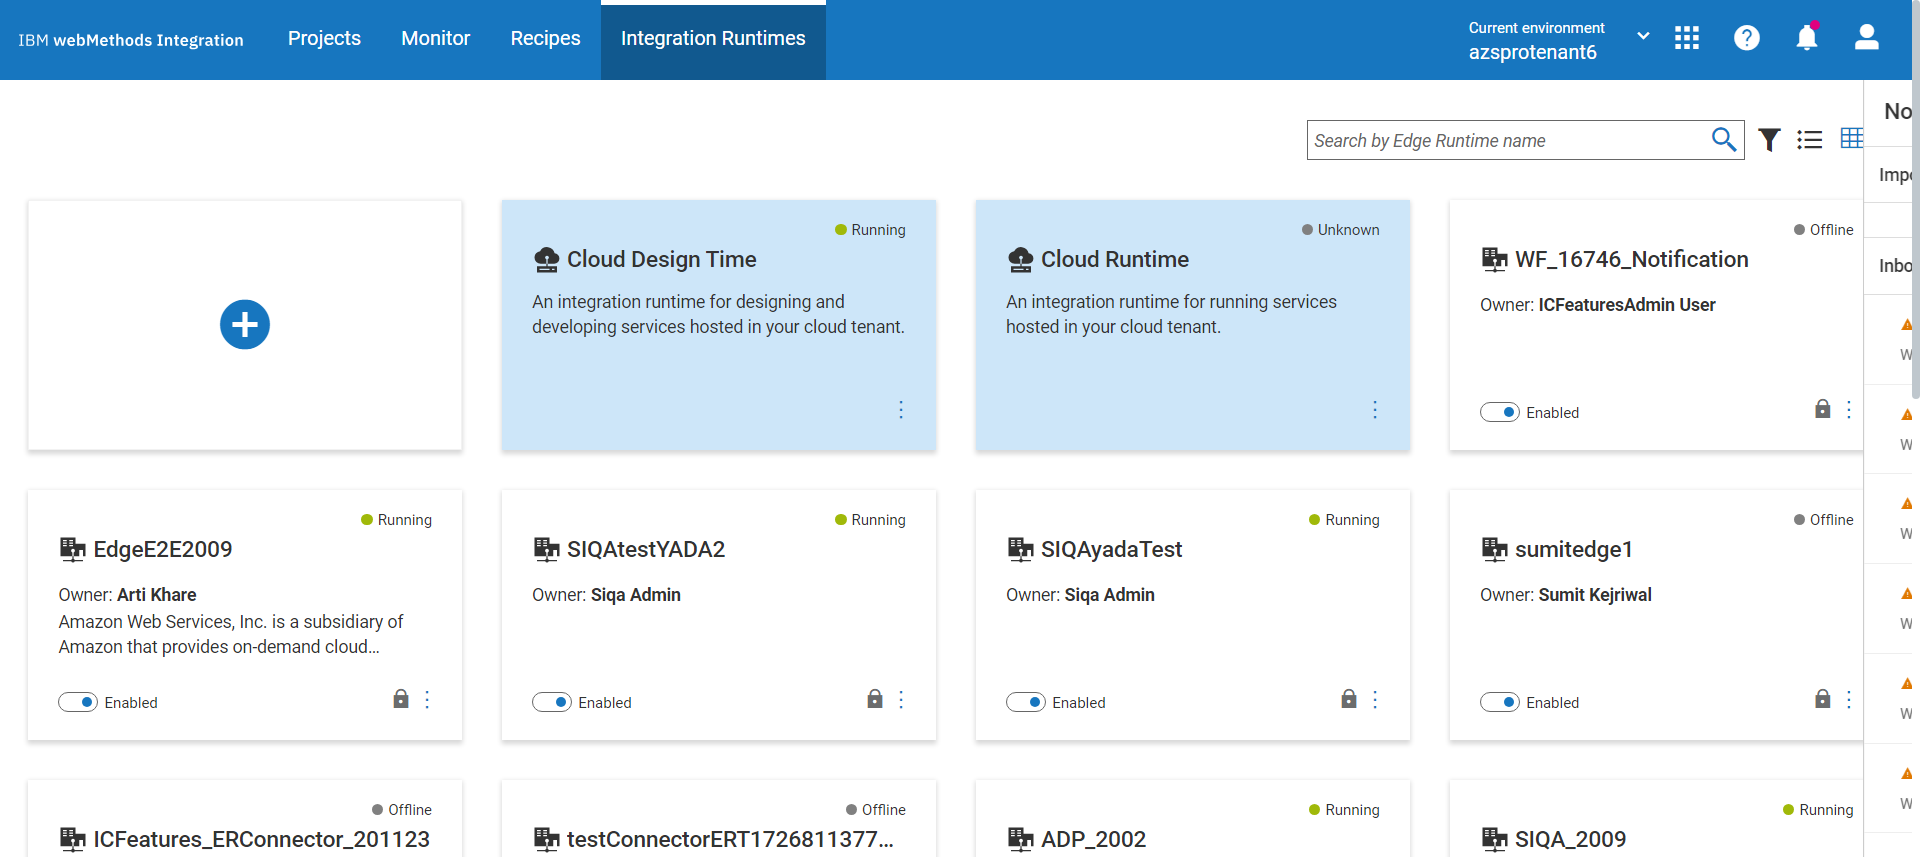 IBM webMethods Integration
Projects
Monitor
Recipes
Integration Runtimes
Current environment
azsprotenant6
Search by Edge Runtime name
Running
Cloud Design Time
An integration runtime for designing and
developing services hosted in your cloud tenant.
Unknown
Cloud Runtime
An integration runtime for running services
hosted in your cloud tenant.
Offline
WF_16746_Notification
Owner: ICFeaturesAdmin User
Enabled
Running
EdgeE2E2009
Owner: Arti Khare
Amazon Web Services, Inc. is a subsidiary of
Amazon that provides on-demand cloud...
Enabled
Running
SIQAtestYADA2
Owner: Siqa Admin
Enabled
Running
SIQAyadaTest
Owner: Siqa Admin
Enabled
Offline
sumitedge1
Owner: Sumit Kejriwal
Enabled
Offline
ICFeatures_ERConnector_201123
Offline
testConnectorERT1726811377...
Running
ADP_2002
Running
SIQA_2009
No
Impo
Inbo
W
W
W
W
W
W